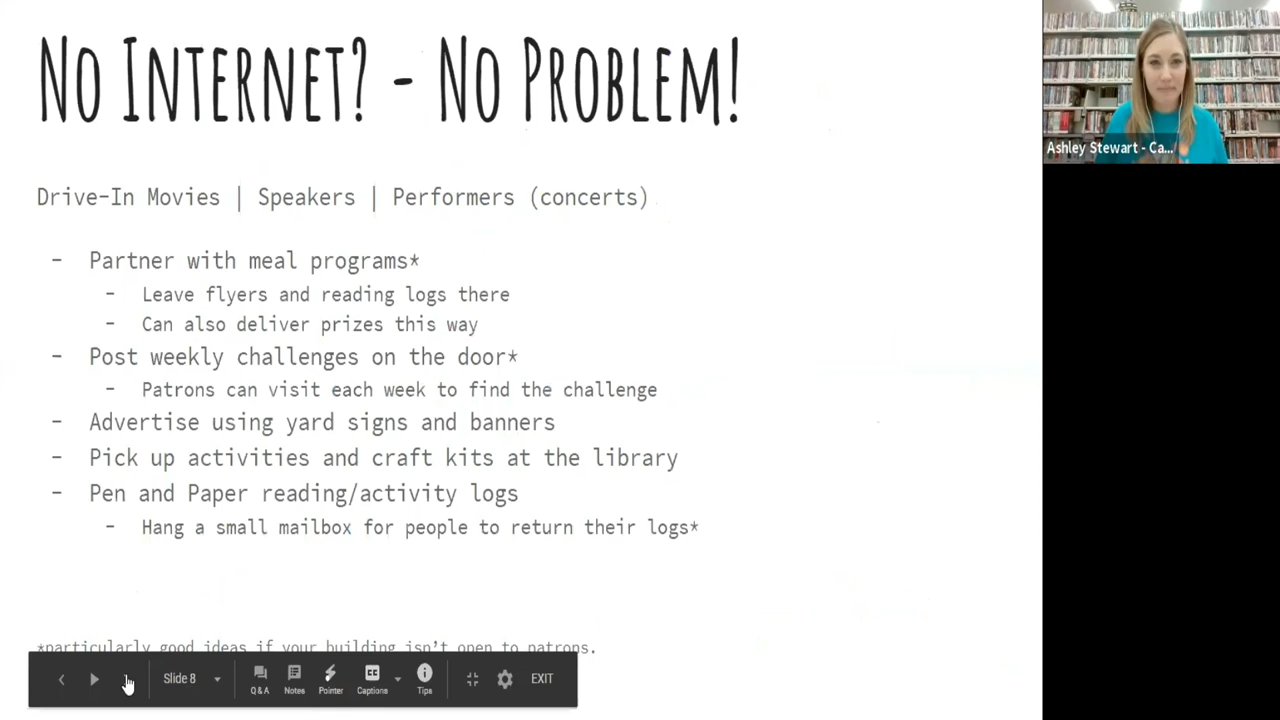 No Internet? - No Problem!
Ashley Stewart - Ca...
Drive-In Movies | Speakers | Performers (concerts)
- Partner with meal programs*
- Leave flyers and reading logs there
- Can also deliver prizes this way
- Post weekly challenges on the door*
- Patrons can visit each week to find the challenge
- Advertise using yard signs and banners
- Pick up activities and craft kits at the library
- Pen and Paper reading/activity logs
- Hang a small mailbox for people to return their logs*
*particularly good ideas if your building isn't open to patrons.
Slide 8
Q & A
Notes
Pointer
Captions
Tips
EXIT